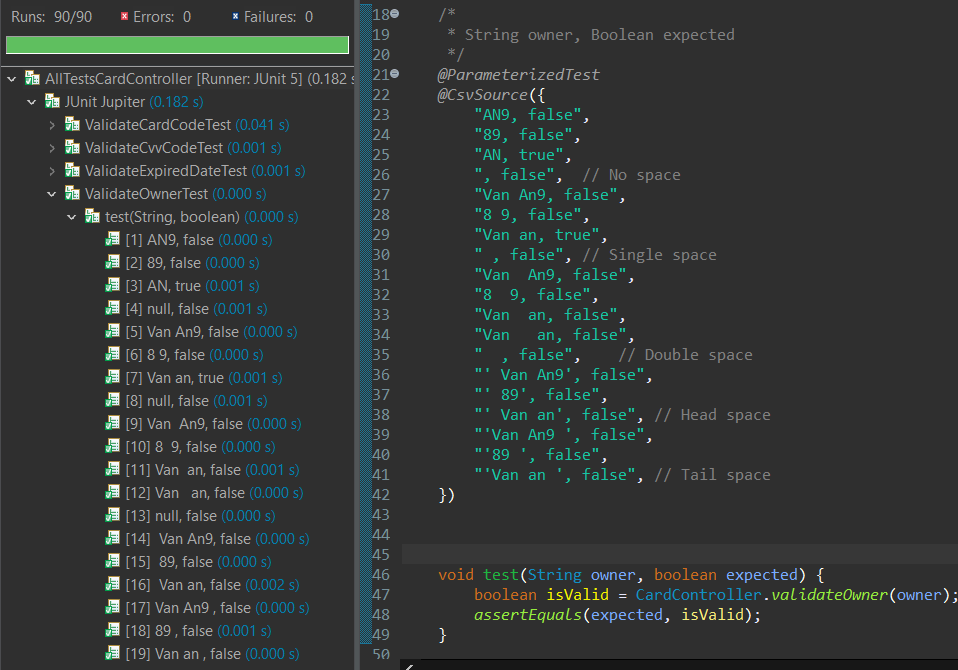 Runs: 90/90 Errors: 0 Failures: 0
AllTestsCardController [Runner: JUnit 5] (0.182 s
JUnit Jupiter (0.182 s)
ValidateCardCodeTest (0.041 s)
ValidateCvvCodeTest (0.001 s)
ValidateExpiredDateTest (0.001 s)
ValidateOwnerTest (0.000 s)
test(String, boolean) (0.000 s)
[1] AN9, false (0.000 s)
[2] 89, false (0.000 s)
[3] AN, true (0.001 s)
[4] null, false (0.001 s)
[5] Van An9, false (0.000 s)
[6] 8 9, false (0.000 s)
[7] Van an, true (0.001 s)
[8] null, false (0.001 s)
[9] Van  An9, false (0.000 s)
[10] 8  9, false (0.000 s)
[11] Van  an, false (0.001 s)
[12] Van   an, false (0.000 s)
[13] null, false (0.000 s)
[14]  Van An9, false (0.000 s)
[15]  89, false (0.000 s)
[16]  Van an, false (0.002 s)
[17] Van An9 , false (0.000 s)
[18] 89 , false (0.001 s)
[19] Van an , false (0.000 s)
18 /*
19 * String owner, Boolean expected
20 */
21 @ParameterizedTest
22 @CsvSource({
23 "AN9, false",
24 "89, false",
25 "AN, true",
26 ", false",  // No space
27 "Van An9, false",
28 "8 9, false",
29 "Van an, true",
30 " , false", // Single space
31 "Van  An9, false",
32 "8  9, false",
33 "Van  an, false",
34 "Van   an, false",
35 "  , false",    // Double space
36 "' Van An9', false",
37 "' 89', false",
38 "' Van an', false", // Head space
39 "'Van An9 ', false",
40 "'89 ', false",
41 "'Van an ', false", // Tail space
42 })
43
44
45
46 void test(String owner, boolean expected) {
47 boolean isValid = CardController.validateOwner(owner);
48 assertEquals(expected, isValid);
49 }
50